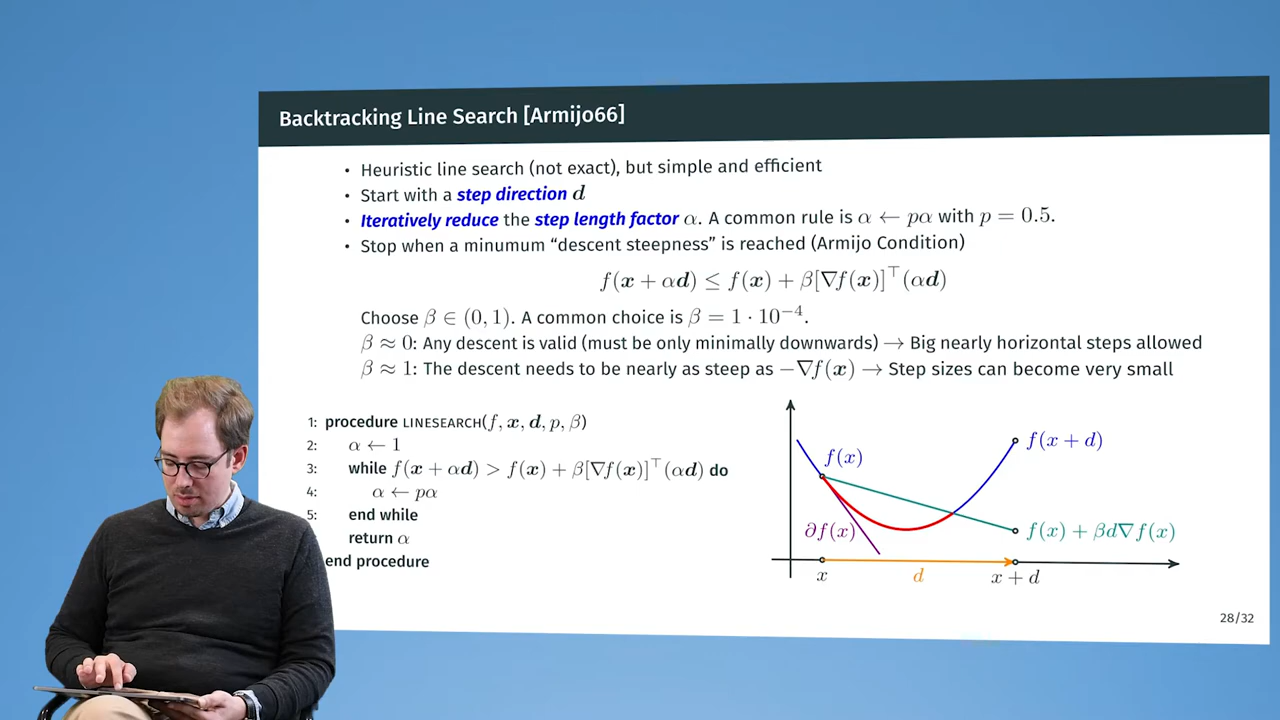 Backtracking Line Search [Armijo66]
• Heuristic line search (not exact), but simple and efficient
• Start with a step direction d
• Iteratively reduce the step length factor α. A common rule is α ← pα with p = 0.5.
• Stop when a minumum “descent steepness” is reached (Armijo Condition)
f(x + αd) ≤ f(x) + β[∇f(x)]⊤(αd)
Choose β ∈ (0, 1). A common choice is β = 1 · 10⁻⁴.
β ≈ 0: Any descent is valid (must be only minimally downwards) → Big nearly horizontal steps allowed
β ≈ 1: The descent needs to be nearly as steep as −∇f(x) → Step sizes can become very small
1: procedure LINESEARCH(f, x, d, p, β)
2: α ← 1
3: while f(x + αd) > f(x) + β[∇f(x)]⊤(αd) do
4: α ← pα
5: end while
return α
end procedure
f(x)
f(x + d)
∂f(x)
f(x) + βd∇f(x)
x
d
x + d
28/32